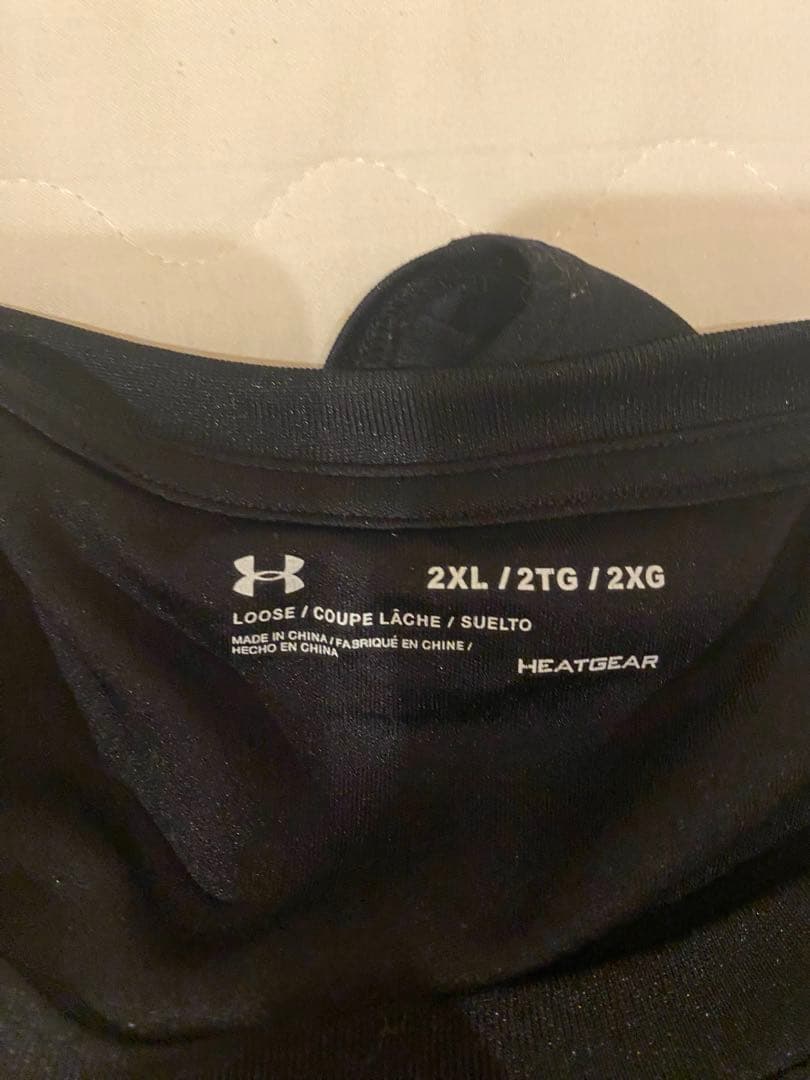 2XL / 2TG / 2XG
LOOSE / COUPE LÂCHE / SUELTO
MADE IN CHINA / FABRIQUÉ EN CHINE /
HECHO EN CHINA
HEATGEAR